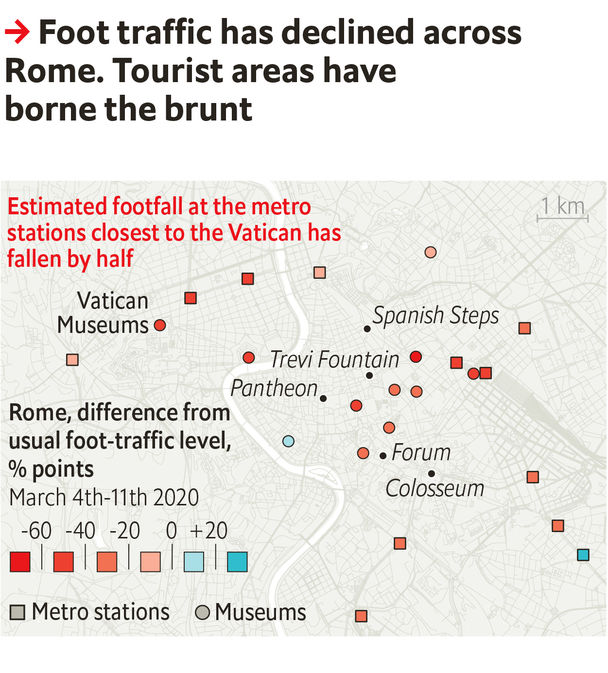 → Foot traffic has declined across
Rome. Tourist areas have
borne the brunt
Estimated footfall at the metro
stations closest to the Vatican has
fallen by half
1 km
Vatican
Museums
Spanish Steps
Trevi Fountain
Pantheon
Forum
Colosseum
Rome, difference from
usual foot-traffic level,
% points
March 4th-11th 2020
-60 -40 -20 0 +20
Metro stations Museums